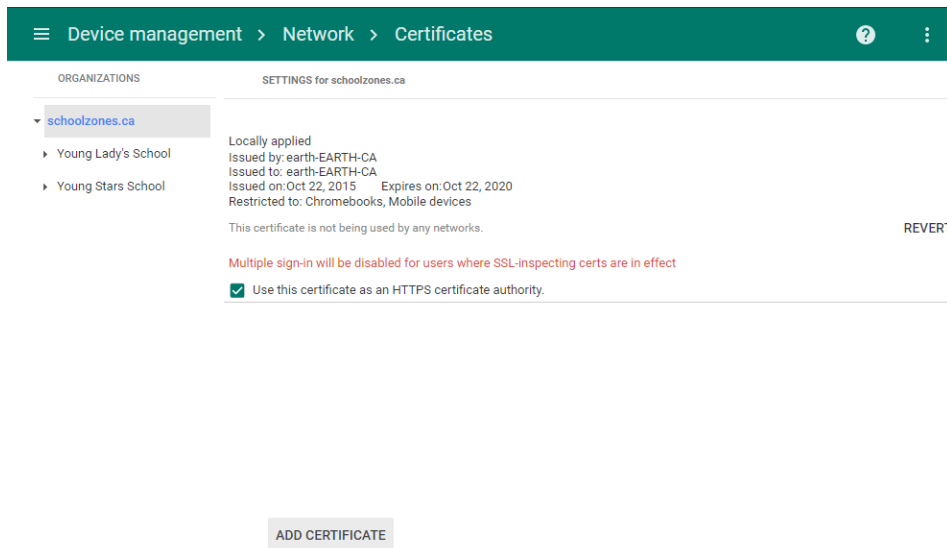 Device management > Network > Certificates
ORGANIZATIONS
SETTINGS for schoolzones.ca
schoolzones.ca
Young Lady's School
Young Stars School
Locally applied
Issued by: earth-EARTH-CA
Issued to: earth-EARTH-CA
Issued on:Oct 22, 2015 Expires on:Oct 22, 2020
Restricted to: Chromebooks, Mobile devices
This certificate is not being used by any networks.
REVERT
Multiple sign-in will be disabled for users where SSL-inspecting certs are in effect
Use this certificate as an HTTPS certificate authority.
ADD CERTIFICATE